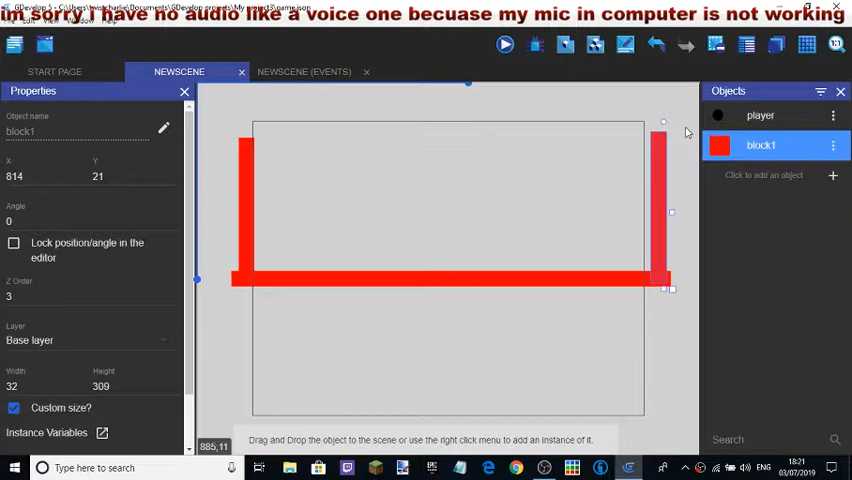 im sorry i have no audio like a voice one becuase my mic in computer is not working
START PAGE
NEWSCENE
NEWSCENE (EVENTS)
Properties
Object name
block1
X
Y
814
21
Angle
0
Lock position/angle in the
editor
Z Order
3
Layer
Base layer
Width
Height
32
309
Custom size?
Instance Variables
885,11
Drag and Drop the object to the scene or use the right click menu to add an instance of it.
Objects
player
block1
Click to add an object
Search
Type here to search
ENG
18:21
03/07/2019